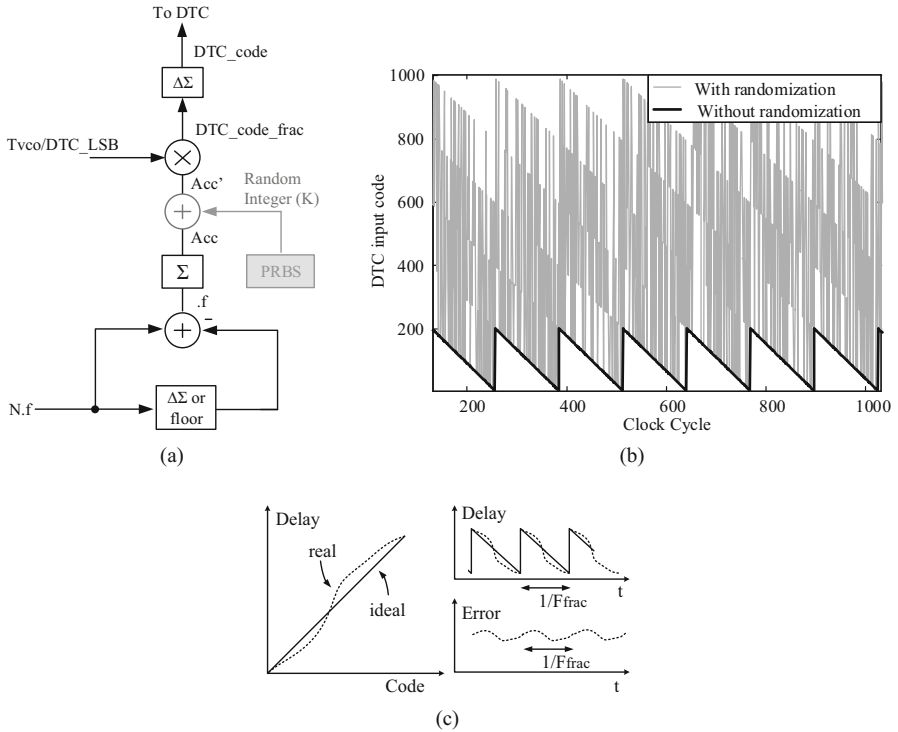 To DTC
DTC_code
ΔΣ
DTC_code_frac
Tvco/DTC_LSB
×
Acc'
Random
Integer (K)
+
Acc
PRBS
Σ
.f
+
−
N.f
ΔΣ or
floor
(a)
1000
800
600
400
200
DTC input code
With randomization
Without randomization
200
400
600
800
1000
Clock Cycle
(b)
Delay
real
ideal
Code
Delay
1/Ffrac
t
Error
1/Ffrac
t
(c)